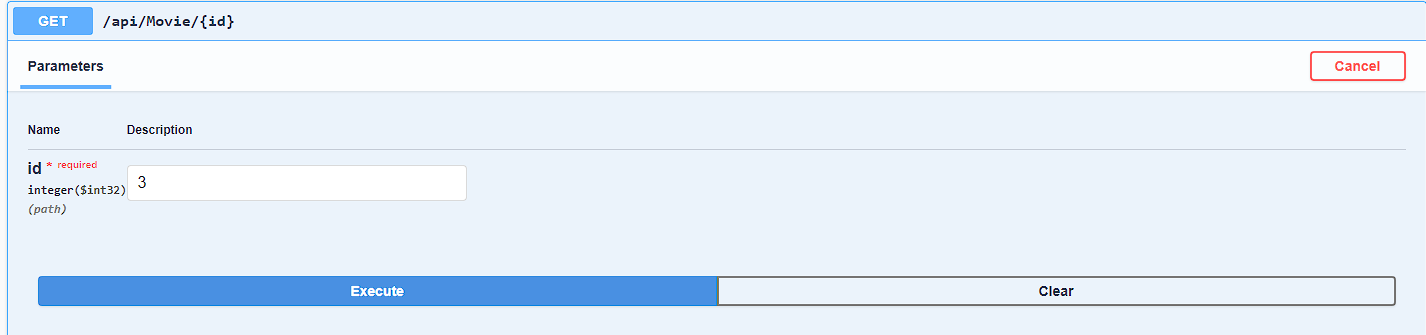 GET /api/Movie/{id}
Parameters
Cancel
Name Description
id * required
integer($int32)
3
(path)
Execute Clear